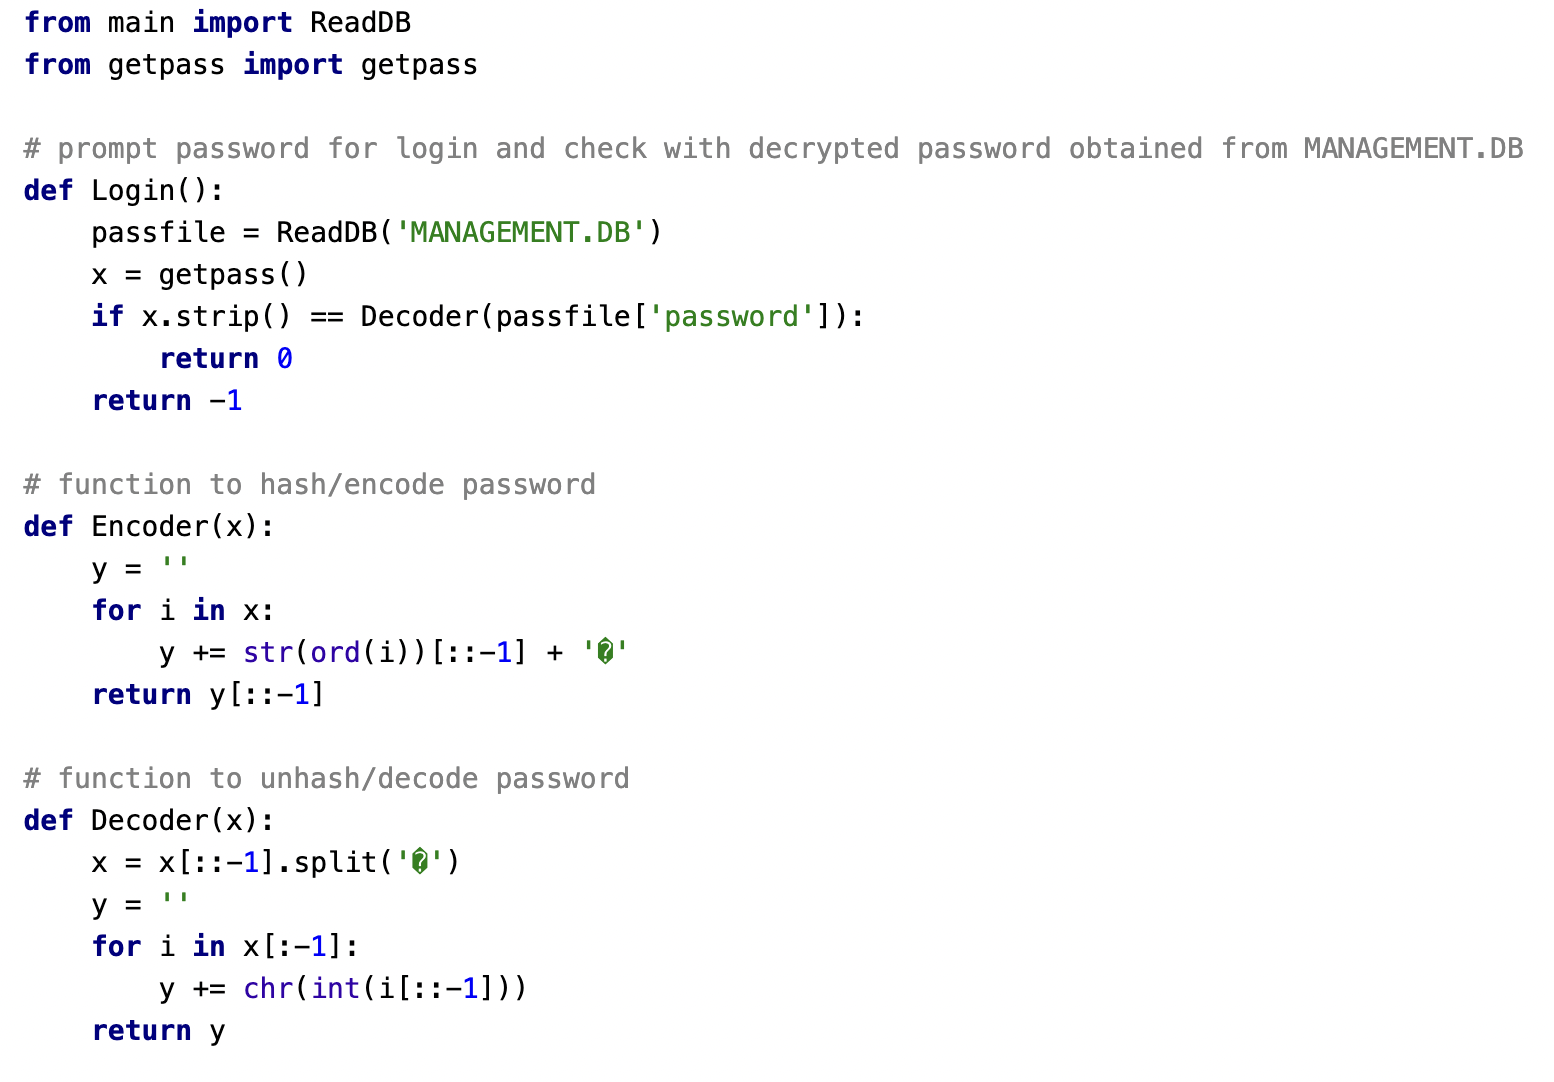 from main import ReadDB
from getpass import getpass

# prompt password for login and check with decrypted password obtained from MANAGEMENT.DB
def Login():
    passfile = ReadDB('MANAGEMENT.DB')
    x = getpass()
    if x.strip() == Decoder(passfile['password']):
        return 0
    return -1

# function to hash/encode password
def Encoder(x):
    y = ''
    for i in x:
        y += str(ord(i))[::-1] + '�'
    return y[::-1]

# function to unhash/decode password
def Decoder(x):
    x = x[::-1].split('�')
    y = ''
    for i in x[:-1]:
        y += chr(int(i[::-1]))
    return y